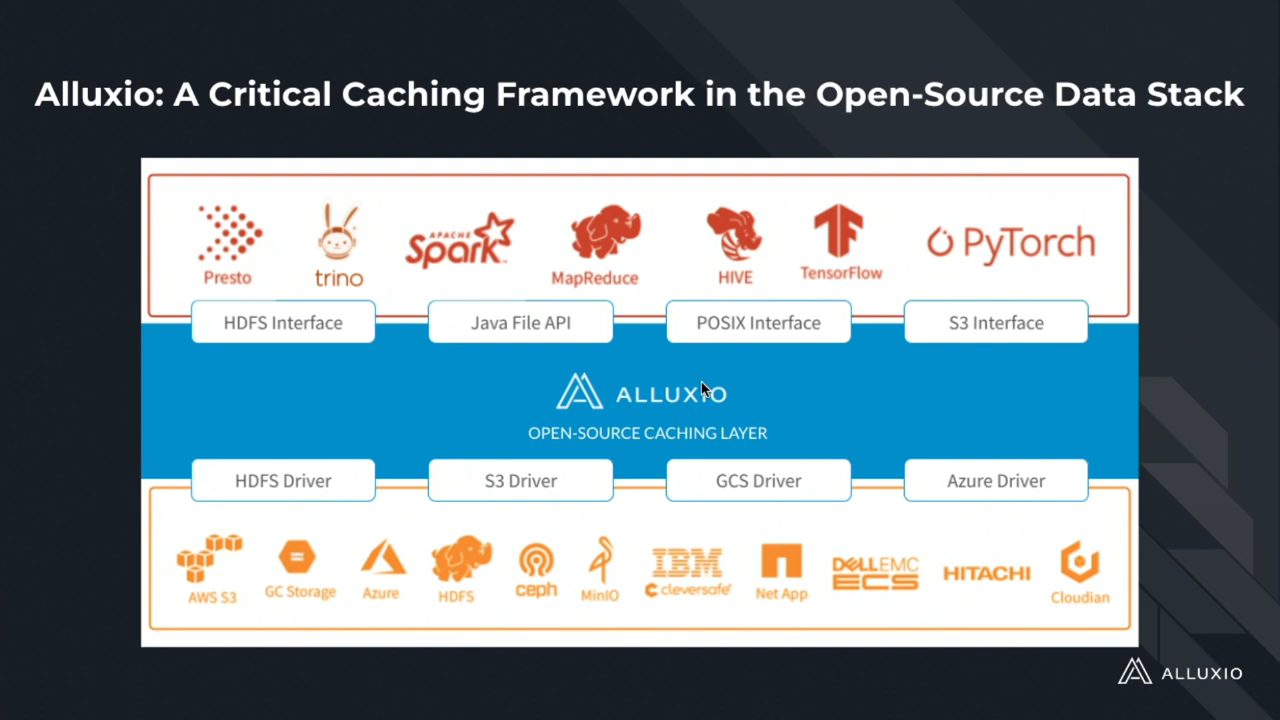 Alluxio: A Critical Caching Framework in the Open-Source Data Stack
Presto
trino
APACHE
Spark
MapReduce
HIVE
TensorFlow
PyTorch
HDFS Interface
Java File API
POSIX Interface
S3 Interface
ALLUXIO
OPEN-SOURCE CACHING LAYER
HDFS Driver
S3 Driver
GCS Driver
Azure Driver
AWS S3
GC Storage
Azure
HDFS
ceph
MinIO
IBM
cleversafe
Net App
DELLEMC
ECS
HITACHI
Cloudian
ALLUXIO